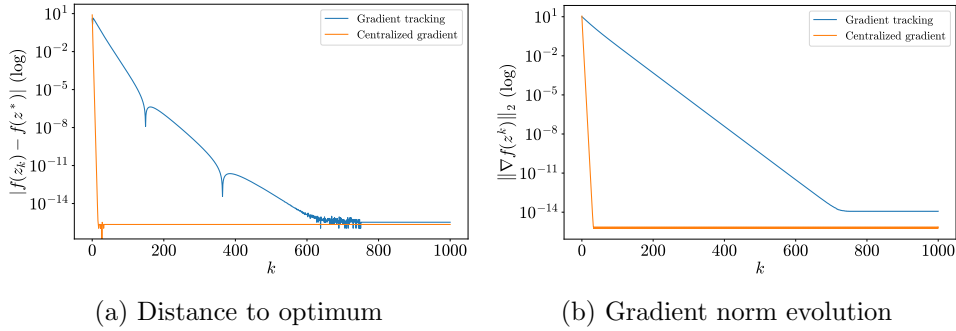 |f(z_k) − f(z^*)| (log)
10^1
10^{−2}
10^{−5}
10^{−8}
10^{−11}
10^{−14}
0 200 400 600 800 1000
k
Gradient tracking
Centralized gradient
(a) Distance to optimum
‖∇f(z^k)‖_2 (log)
10^1
10^{−2}
10^{−5}
10^{−8}
10^{−11}
10^{−14}
0 200 400 600 800 1000
k
Gradient tracking
Centralized gradient
(b) Gradient norm evolution